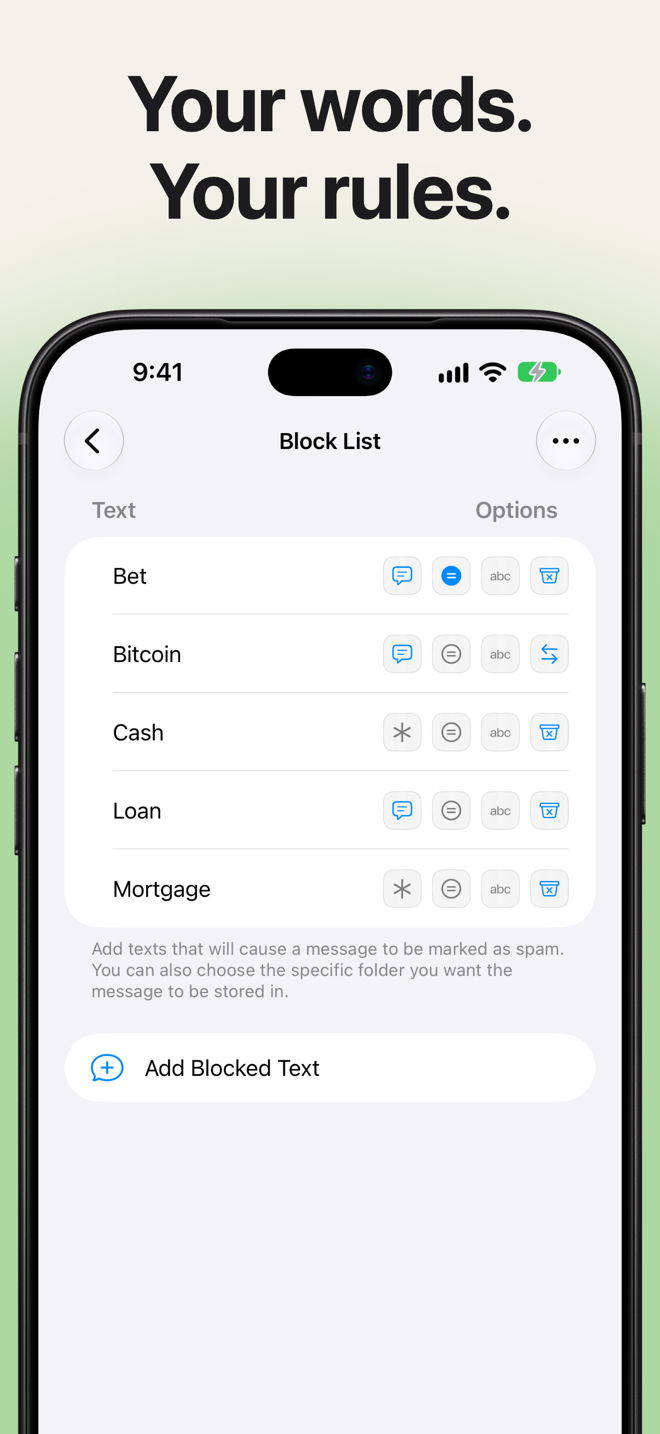 Your words.
Your rules.
9:41
Block List
Text Options
Bet abc
Bitcoin abc
Cash abc
Loan abc
Mortgage abc
Add texts that will cause a message to be marked as spam.
You can also choose the specific folder you want the
message to be stored in.
Add Blocked Text